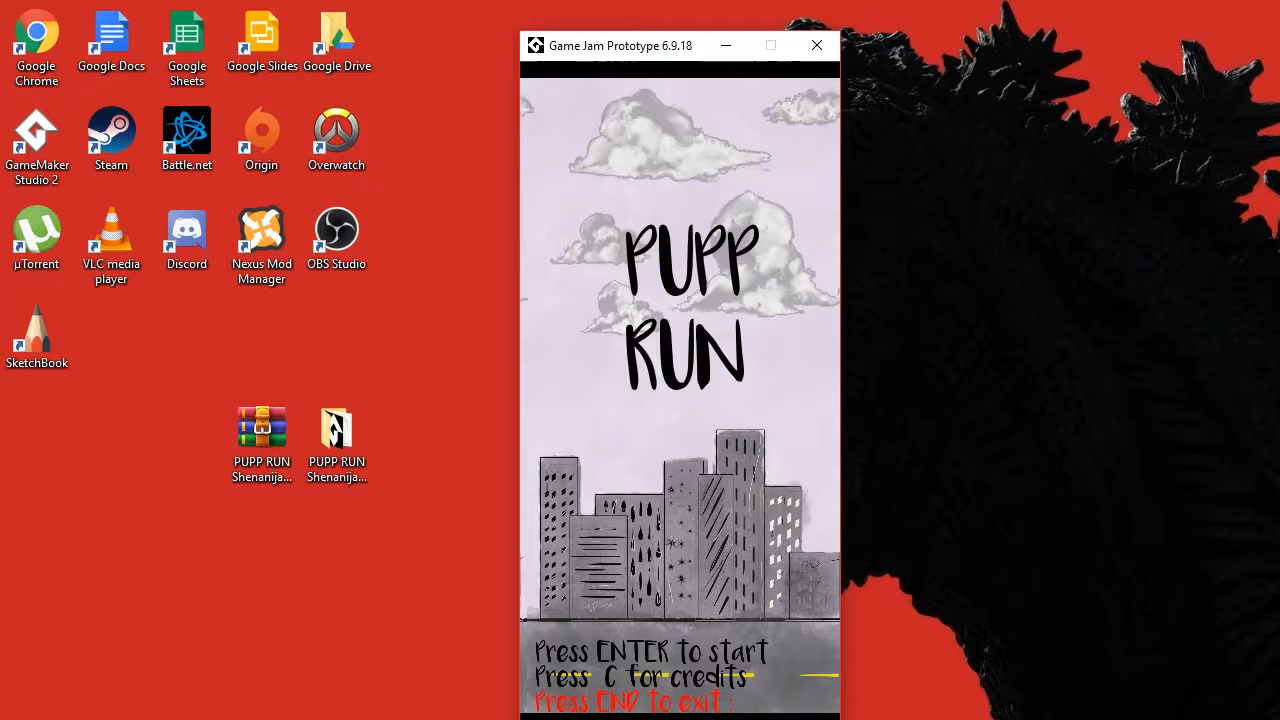 Google Chrome
Google Docs
Google Sheets
Google Slides
Google Drive
GameMaker Studio 2
Steam
Battle.net
Origin
Overwatch
µTorrent
VLC media player
Discord
Nexus Mod Manager
OBS Studio
SketchBook
PUPP RUN Shenanija...
PUPP RUN Shenanija...
Game Jam Prototype 6.9.18
PUPP
RUN
Press ENTER to start
Press C for credits
Press END to exit :